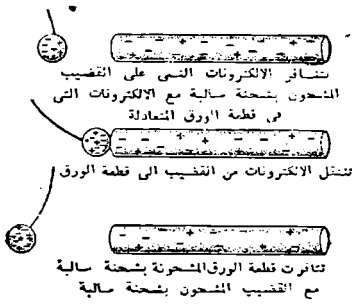 تتنافر الالكترونات التى على القضيب
المشحون بشحنة سالبة مع الالكترونات التى
فى قطعة الورق المتعادلة
تنتقل الالكترونات من القضيب الى قطعة الورق
تنافرت قطعة الورق المشحونة بشحنة سالبة
مع القضيب المشحون بشحنة سالبة